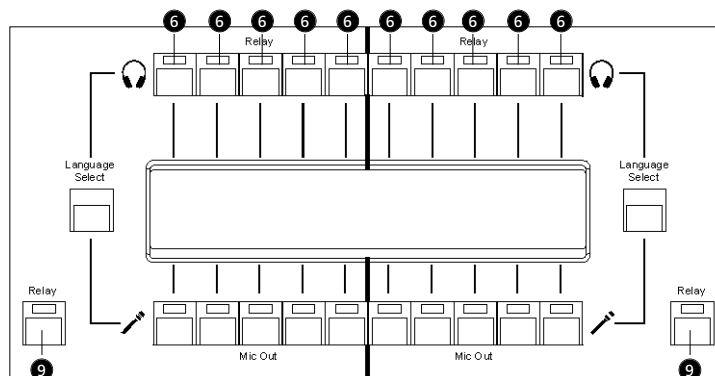 6 6 6 6 6 6 6 6 6 6
Relay Relay
Language
Select
Language
Select
Relay Relay
Mic Out Mic Out
9 9